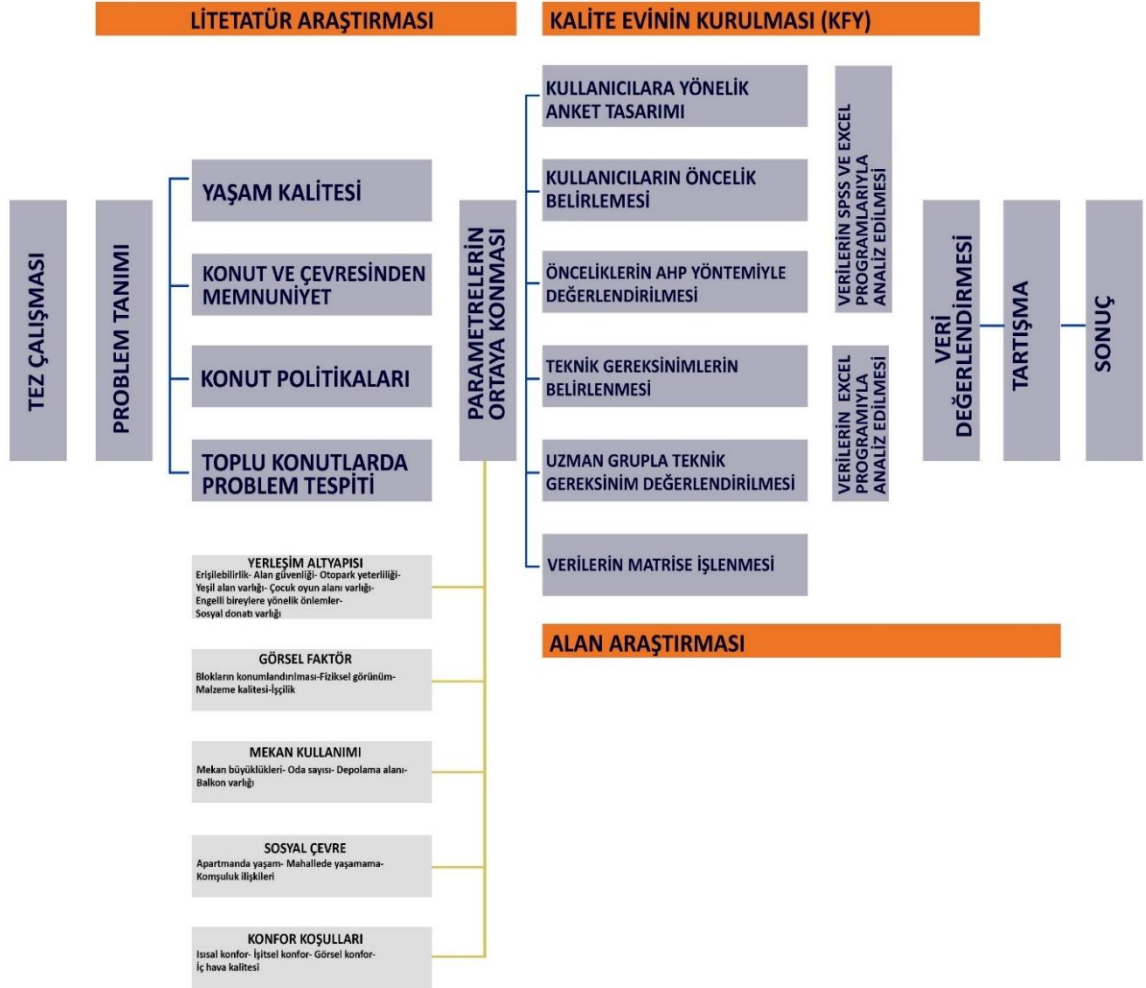 LİTETATÜR ARAŞTIRMASI
KALİTE EVİNİN KURULMASI (KFY)
TEZ ÇALIŞMASI
PROBLEM TANIMI
YAŞAM KALİTESİ
KONUT VE ÇEVRESİNDEN
MEMNUNİYET
KONUT POLİTİKALARI
TOPLU KONUTLARDA
PROBLEM TESPİTİ
PARAMETRELERİN
ORTAYA KONMASI
YERLEŞİM ALTYAPISI
Erişilebilirlik- Alan güvenliği- Otopark yeterliliği-
Yeşil alan varlığı- Çocuk oyun alanı varlığı-
Engelli bireylere yönelik önlemler-
Sosyal donatı varlığı
GÖRSEL FAKTÖR
Blokların konumlandırılması-Fiziksel görünüm-
Malzeme kalitesi-İşçilik
MEKAN KULLANIMI
Mekan büyüklükleri- Oda sayısı- Depolama alanı-
Balkon varlığı
SOSYAL ÇEVRE
Apartmanda yaşam- Mahallede yaşamama-
Komşuluk ilişkileri
KONFOR KOŞULLARI
Isısal konfor- İşitsel konfor- Görsel konfor-
İç hava kalitesi
KULLANICILARA YÖNELİK
ANKET TASARIMI
KULLANICILARIN ÖNCELİK
BELİRLEMESİ
ÖNCELİKLERİN AHP YÖNTEMİYLE
DEĞERLENDİRİLMESİ
TEKNİK GEREKSİNİMLERİN
BELİRLENMESİ
UZMAN GRUPLA TEKNİK
GEREKSİNİM DEĞERLENDİRİLMESİ
VERİLERİN MATRİSE İŞLENMESİ
VERİLERİN SPSS VE EXCEL
PROGRAMLARIYLA
ANALİZ EDİLMESİ
VERİLERİN EXCEL
PROGRAMIYLA
ANALİZ EDİLMESİ
VERİ
DEĞERLENDİRMESİ
TARTIŞMA
SONUÇ
ALAN ARAŞTIRMASI